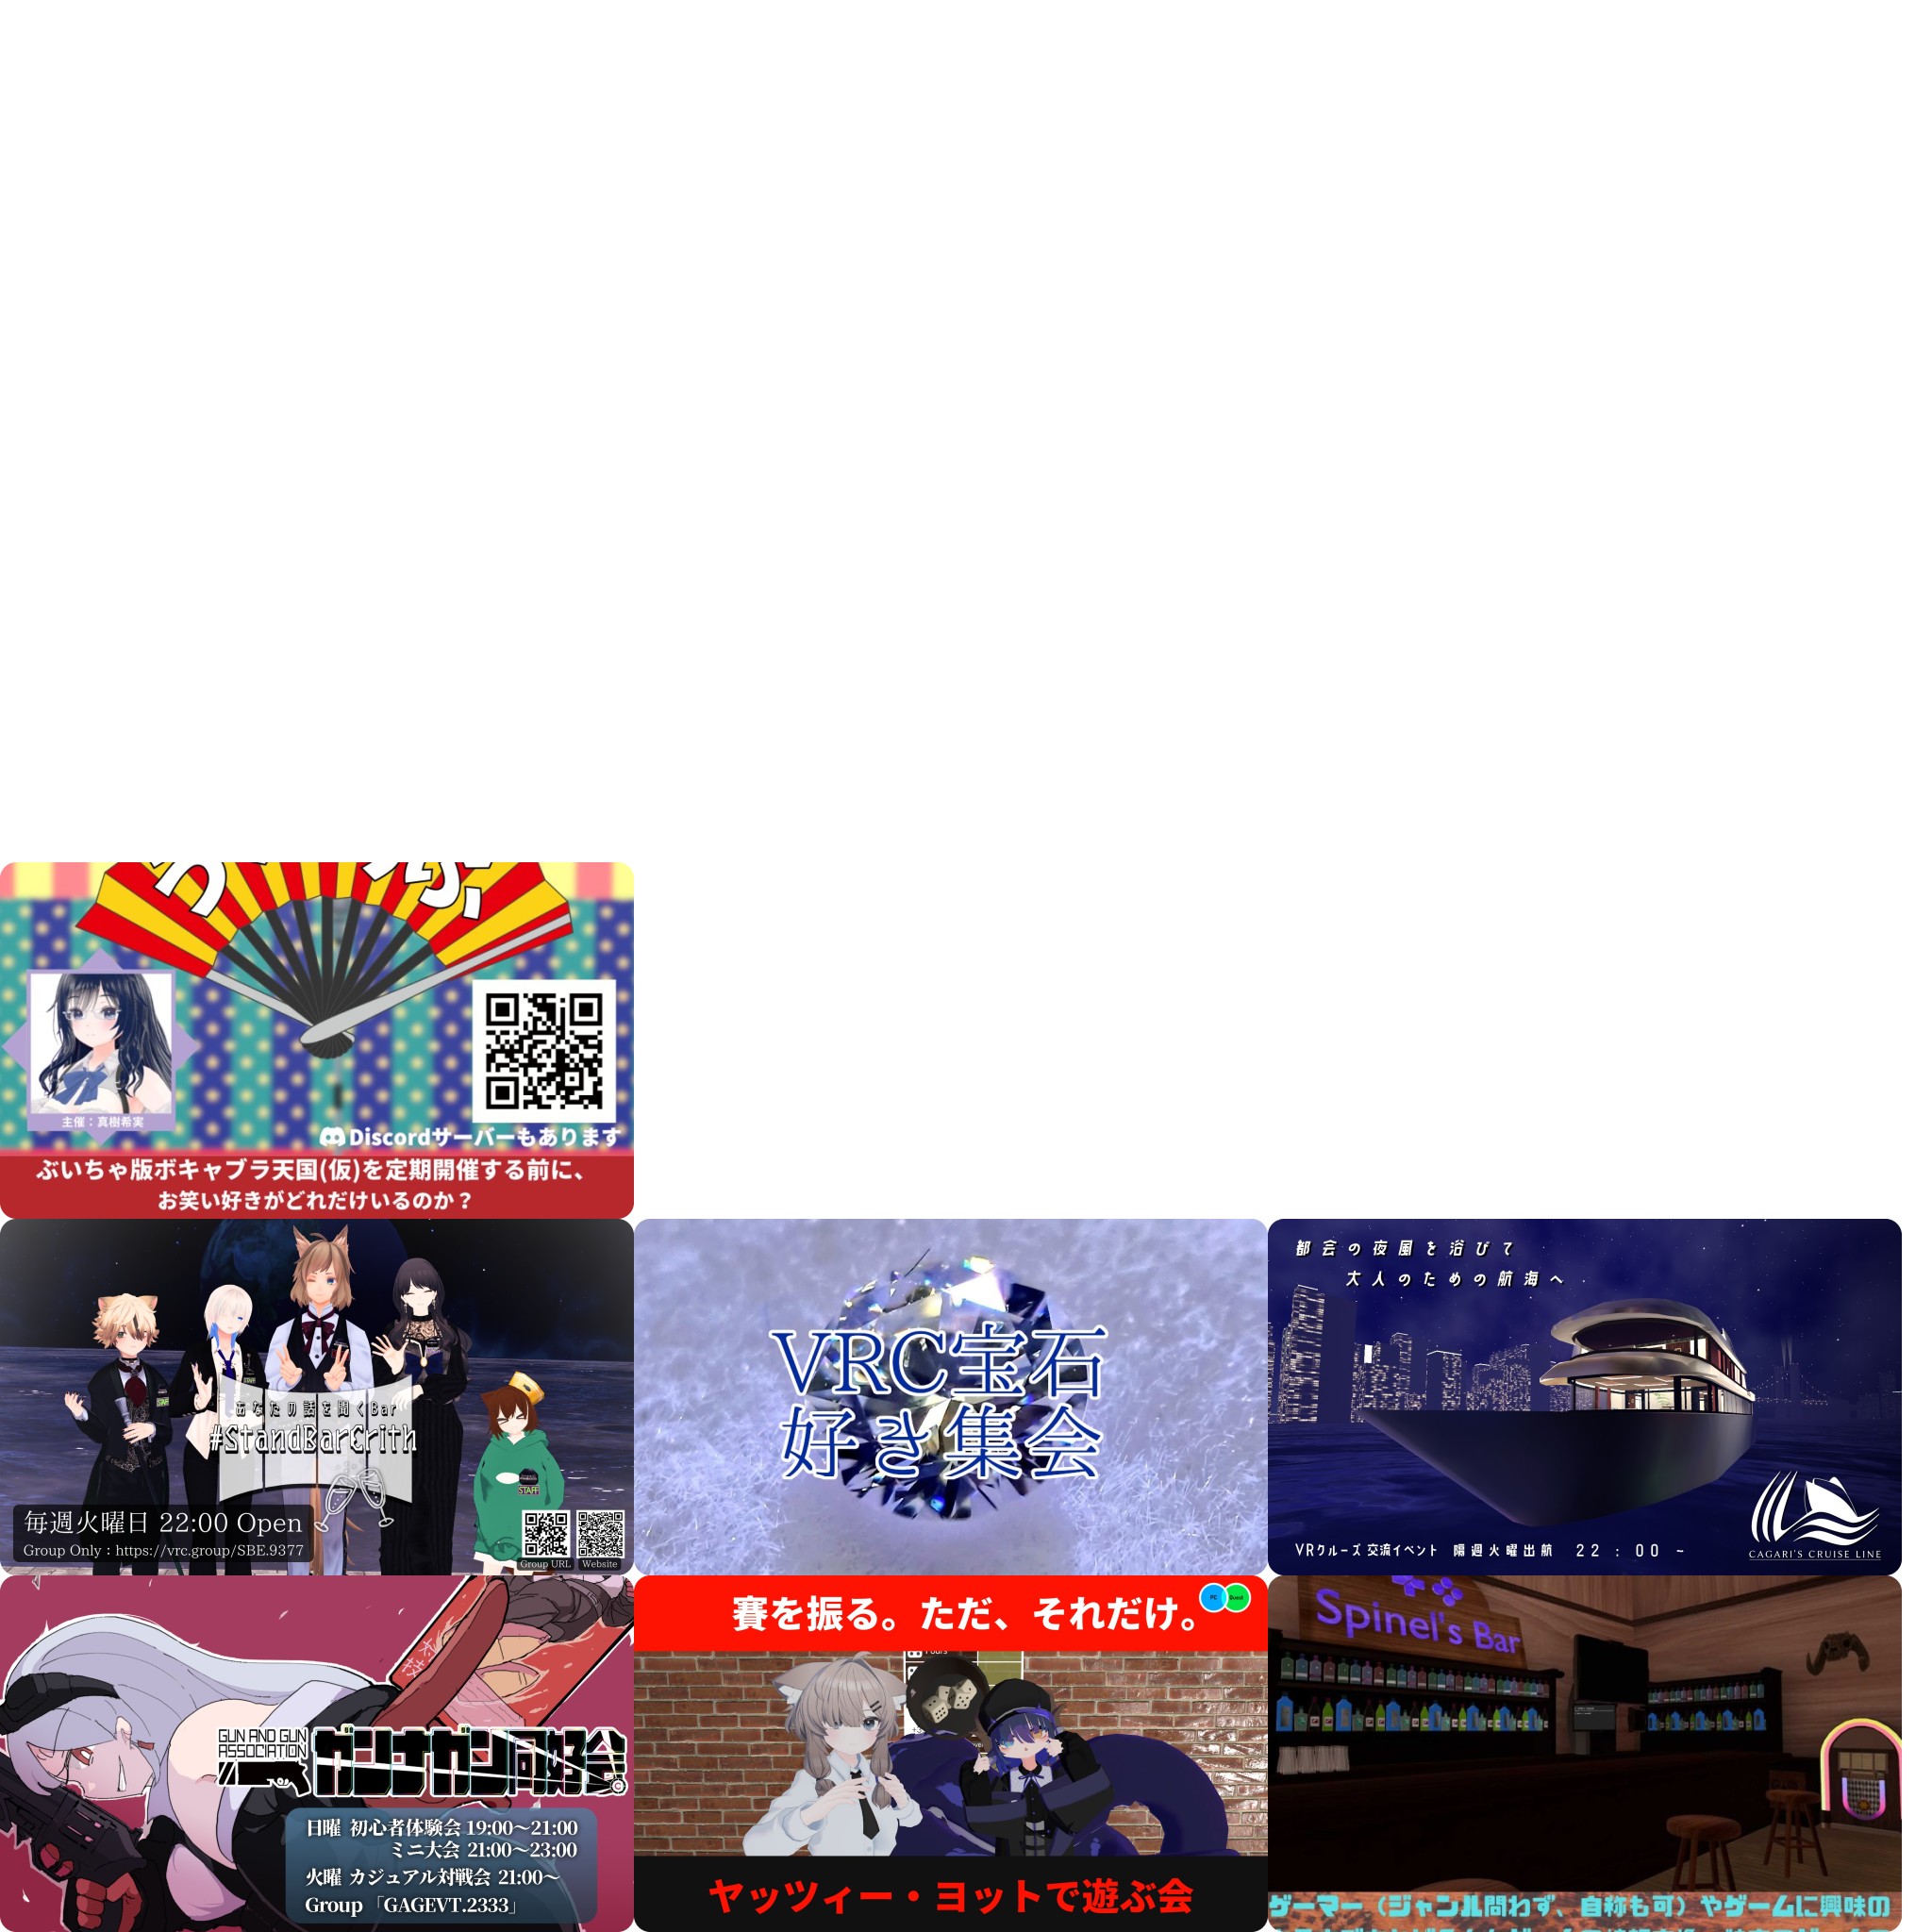 主催：真樹希実
Discordサーバーもあります
ぶいちゃ版ボキャブラ天国(仮)を定期開催する前に、
お笑い好きがどれだけいるのか？
あなたの話を聞くBar
#StandBarErith
STAFF
毎週火曜日 22:00 Open
Group Only : https://vrc.group/SBE.9377
Group URL
Website
VRC宝石
好き集会
都会の夜風を浴びて
大人のための航海へ
VRクルーズ交流イベント 隔週火曜出航 22:00 ~
CAGARI'S CRUISE LINE
GUN AND GUN
ASSOCIATION
ガンナガン同好会
日曜 初心者体験会 19:00～21:00
ミニ大会 21:00～23:00
火曜 カジュアル対戦会 21:00～
Group「GAGEVT.2333」
賽を振る。ただ、それだけ。
PC
Quest
ヤッツィー・ヨットで遊ぶ会
Spinel's Bar
ゲーマー（ジャンル問わず、自称も可）やゲームに興味の